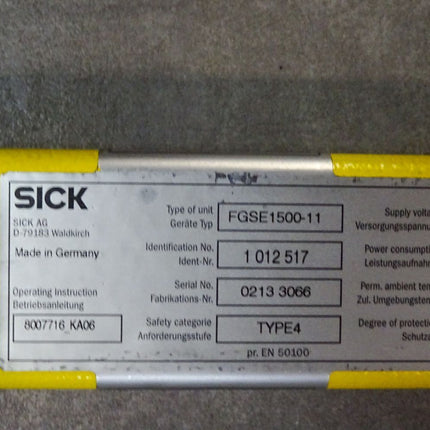 SICK
SICK AG
D-79183 Waldkirch
Made in Germany
Operating Instruction
Betriebsanleitung
8007716 KA06
Type of unit
Geräte Typ
FGSE1500-11
Identification No.
Ident-Nr.
1 012 517
Serial No.
Fabrikations-Nr.
0213 3066
Safety categorie
Anforderungsstufe
TYPE4
pr. EN 50100
Supply volta
Versorgungsspannu
Power consumpti
Leistungsaufnahm
Perm. ambient tem
Zul. Umgebungstem
Degree of protectio
Schutza